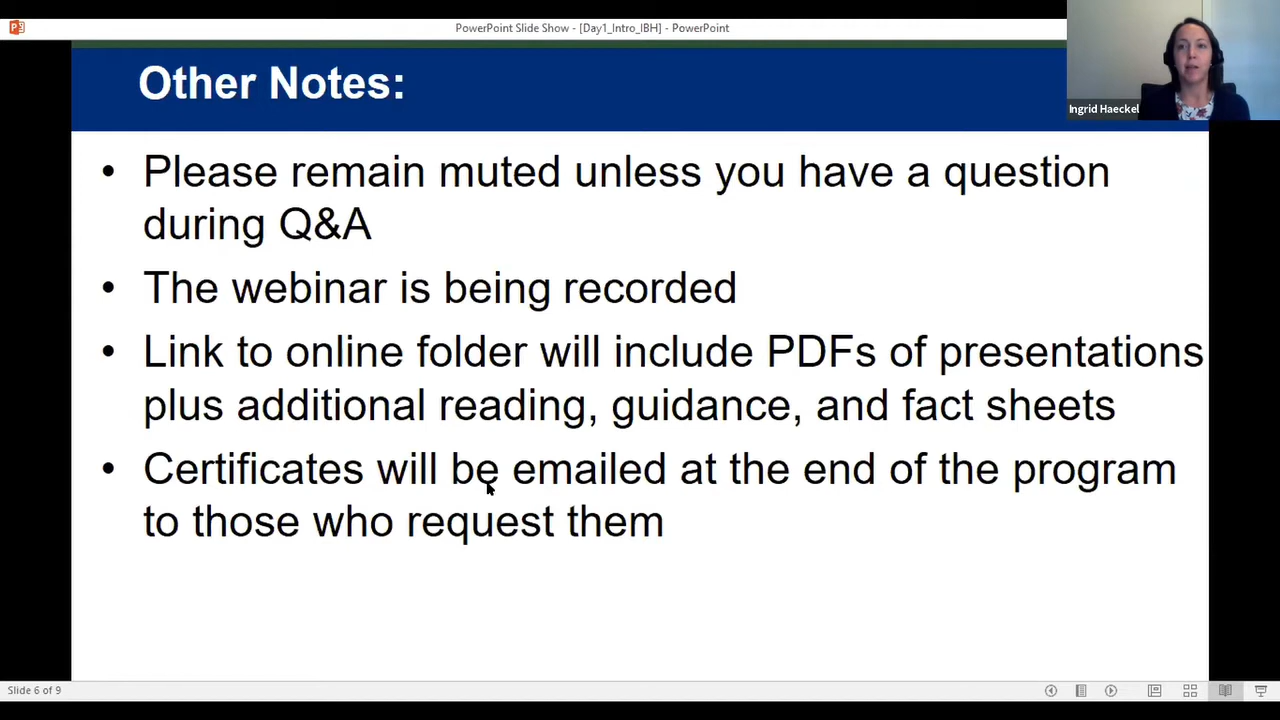 PowerPoint Slide Show - [Day1_Intro_IBH] - PowerPoint
Other Notes:
Ingrid Haeckel
• Please remain muted unless you have a question
during Q&A
• The webinar is being recorded
• Link to online folder will include PDFs of presentations
plus additional reading, guidance, and fact sheets
• Certificates will be emailed at the end of the program
to those who request them
Slide 6 of 9